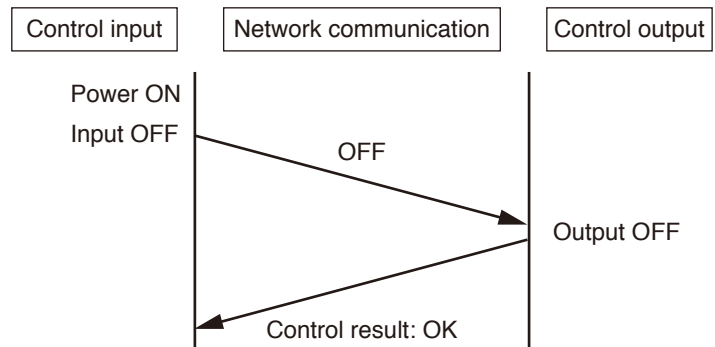 Control input
Network communication
Control output
Power ON
Input OFF
OFF
Output OFF
Control result: OK